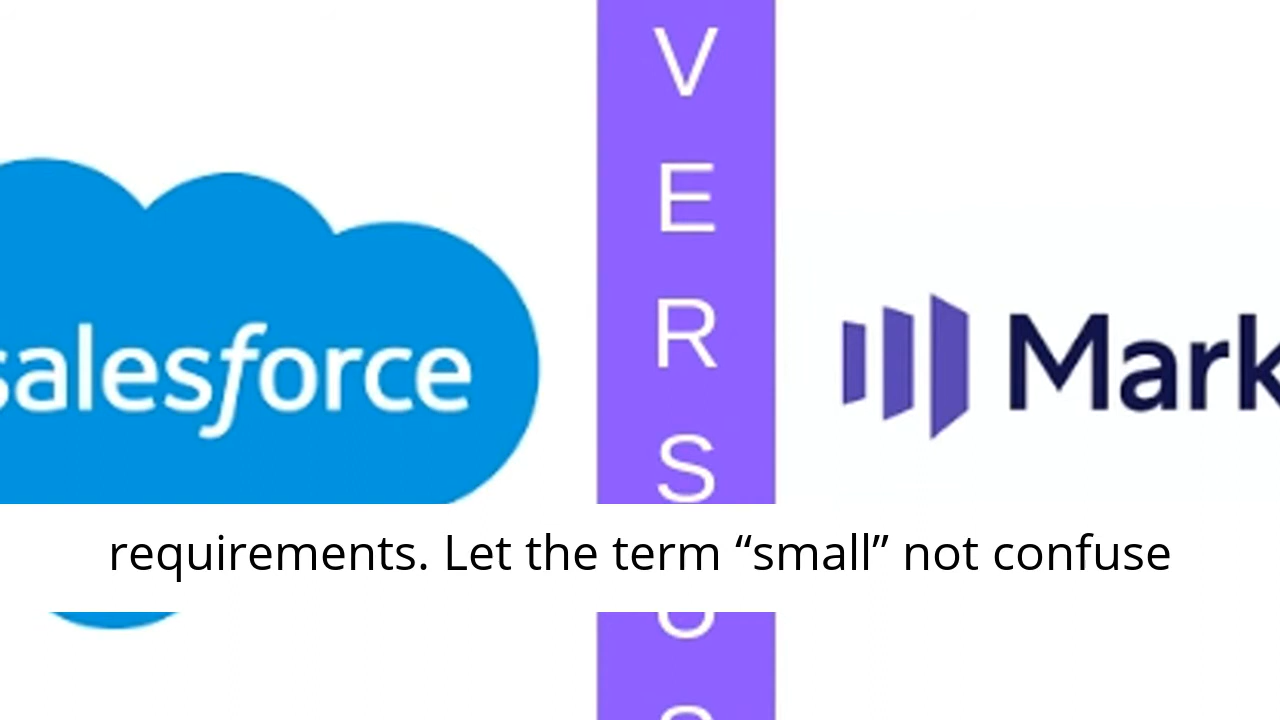 salesforce
V
E
R
S
U
S
Mark
requirements. Let the term “small” not confuse